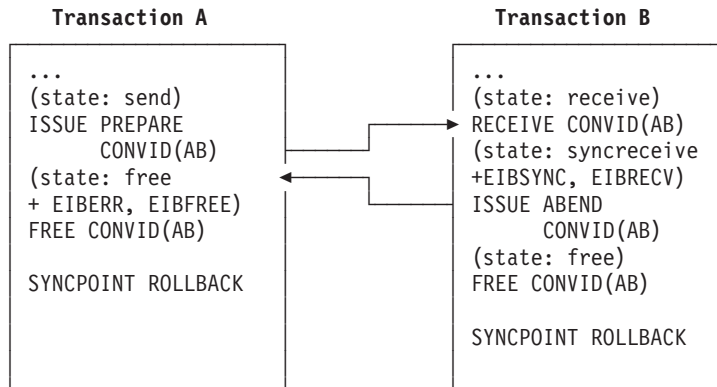 Transaction A
...
(state: send)
ISSUE PREPARE
CONVID(AB)
(state: free
+ EIBERR, EIBFREE)
FREE CONVID(AB)
SYNCPOINT ROLLBACK
Transaction B
...
(state: receive)
RECEIVE CONVID(AB)
(state: syncreceive
+EIBSYNC, EIBRECV)
ISSUE ABEND
CONVID(AB)
(state: free)
FREE CONVID(AB)
SYNCPOINT ROLLBACK